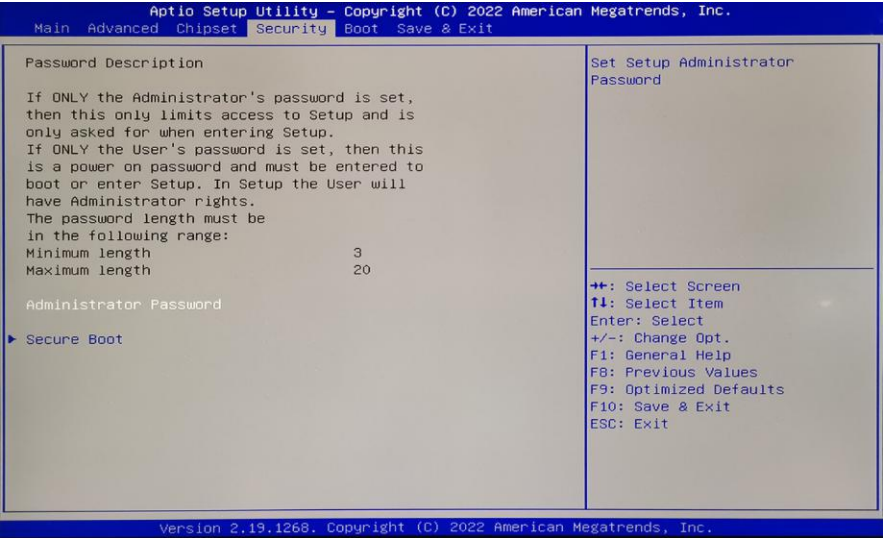 Aptio Setup Utility – Copyright (C) 2022 American Megatrends, Inc.
Main Advanced Chipset Security Boot Save & Exit
Password Description
If ONLY the Administrator's password is set,
then this only limits access to Setup and is
only asked for when entering Setup.
If ONLY the User's password is set, then this
is a power on password and must be entered to
boot or enter Setup. In Setup the User will
have Administrator rights.
The password length must be
in the following range:
Minimum length 3
Maximum length 20
Administrator Password
▶ Secure Boot
Set Setup Administrator
Password
→←: Select Screen
↑↓: Select Item
Enter: Select
+/-: Change Opt.
F1: General Help
F8: Previous Values
F9: Optimized Defaults
F10: Save & Exit
ESC: Exit
Version 2.19.1268. Copyright (C) 2022 American Megatrends, Inc.